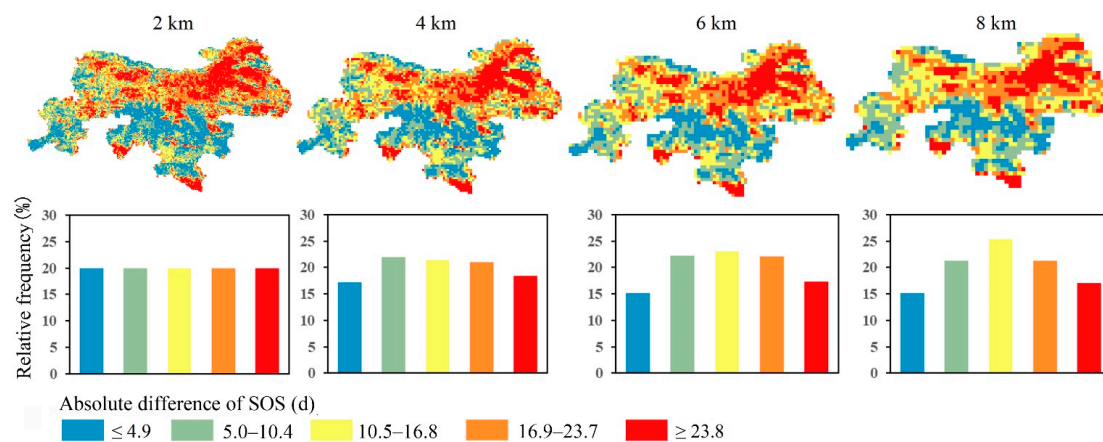 2 km 4 km 6 km 8 km
Relative frequency (%)
30 30 30 30
25 25 25 25
20 20 20 20
15 15 15 15
10 10 10 10
5 5 5 5
0 0 0 0
Absolute difference of SOS (d)
≤ 4.9 5.0–10.4 10.5–16.8 16.9–23.7 ≥ 23.8